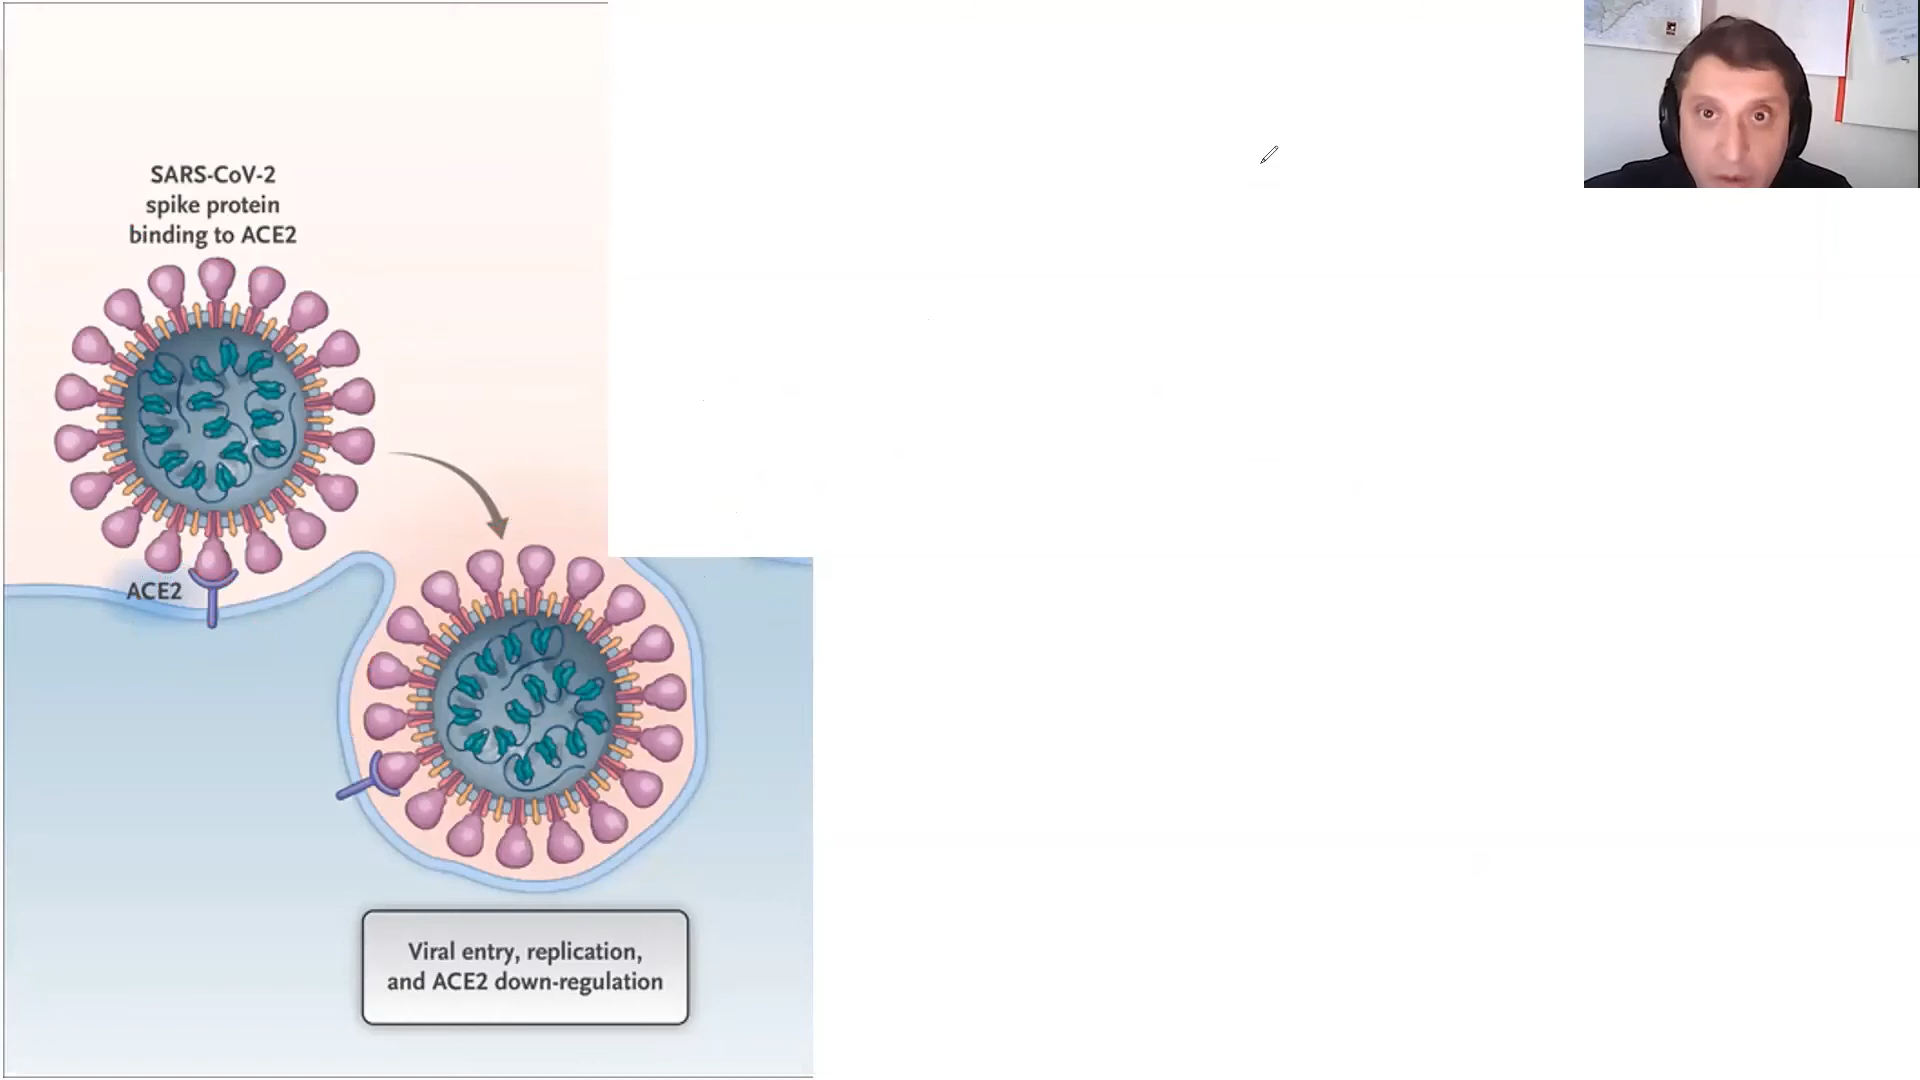 SARS-CoV-2
spike protein
binding to ACE2
ACE2
Viral entry, replication,
and ACE2 down-regulation